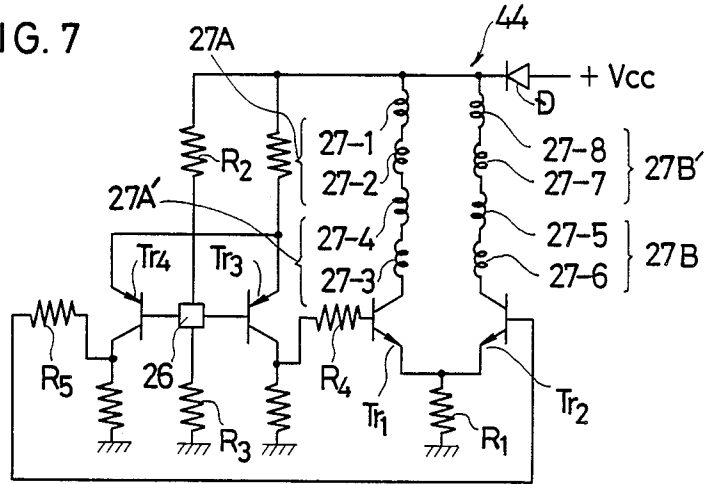 IG. 7
27A
44
+ Vcc
D
R2
27-1
27-2
27-8
27-7
27B'
27A'
27-4
27-3
27-5
27-6
27B
Tr4
Tr3
R5
26
R3
R4
Tr1
R1
Tr2